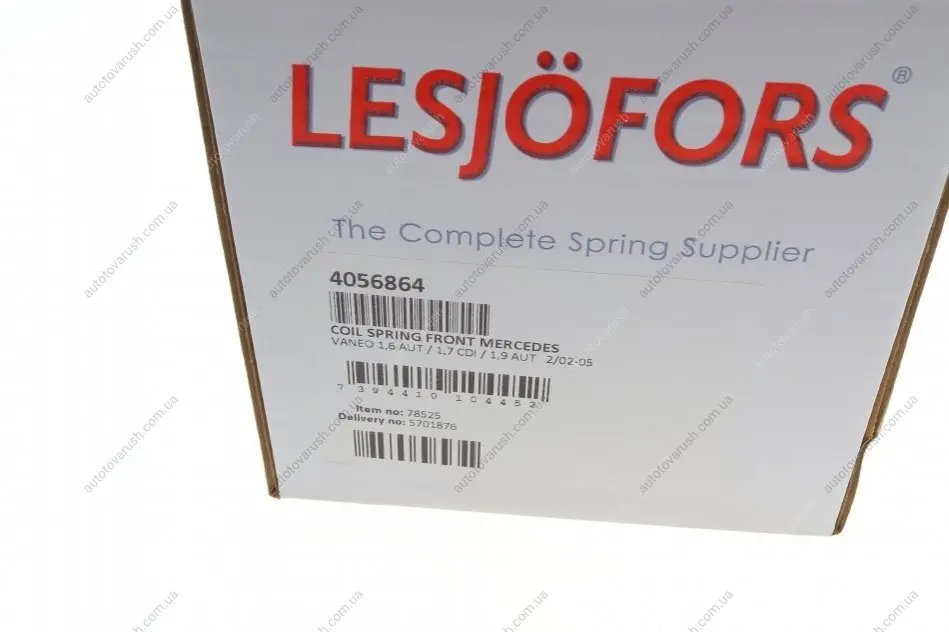 LESJÖFORS®
The Complete Spring Supplier
4056864
COIL SPRING FRONT MERCEDES
VANEO 1,6 AUT / 1,7 CDI / 1,9 AUT 2/02-05
7 394410 104452
Item no: 78525
Delivery no: 5701876
autotovarush.com.ua